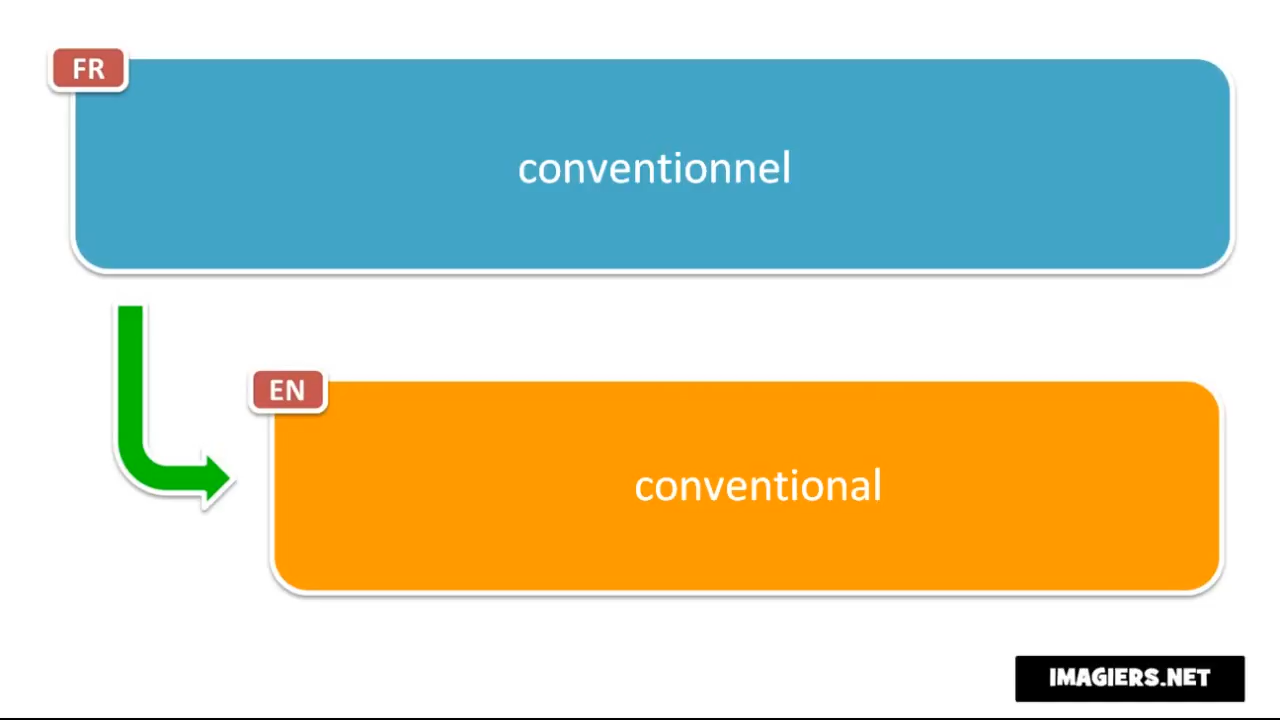 FR
conventionnel
EN
conventional
IMAGIERS.NET